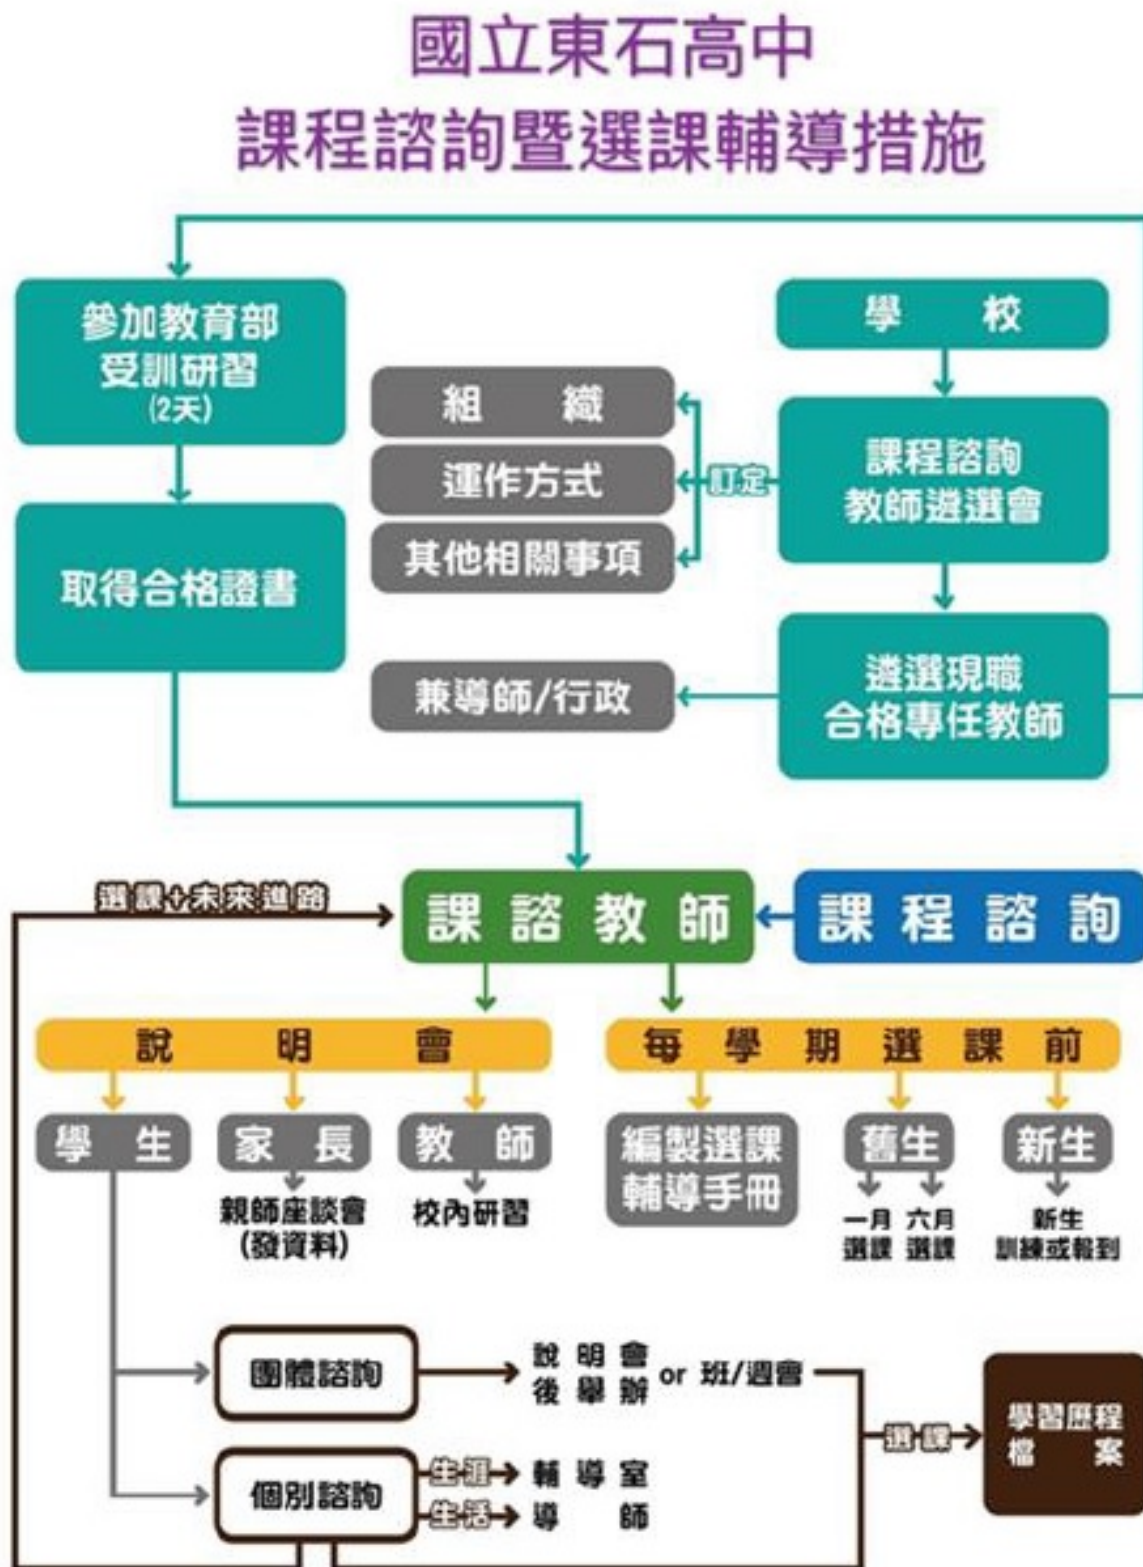 國立東石高中
課程諮詢暨選課輔導措施
參加教育部
受訓研習
(2天)
取得合格證書
學校
課程諮詢
教師遴選會
訂定
組織
運作方式
其他相關事項
遴選現職
合格專任教師
兼導師/行政
選課+未來進路
課諮教師
課程諮詢
說明會
學生
家長
教師
親師座談會
(發資料)
校內研習
每學期選課前
編製選課
輔導手冊
舊生
新生
一月
選課
六月
選課
新生
訓練或報到
團體諮詢
說明會
後舉辦
or 班/週會
個別諮詢
生涯
輔導室
生活
導師
選課
學習歷程
檔案